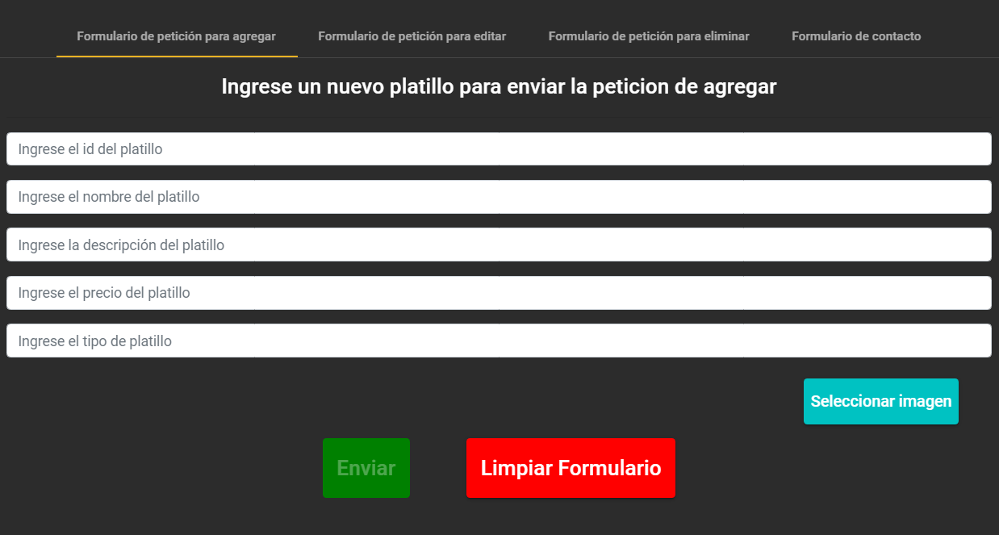 Formulario de petición para agregar Formulario de petición para editar Formulario de petición para eliminar Formulario de contacto
Ingrese un nuevo platillo para enviar la peticion de agregar
Ingrese el id del platillo
Ingrese el nombre del platillo
Ingrese la descripción del platillo
Ingrese el precio del platillo
Ingrese el tipo de platillo
Seleccionar imagen
Enviar Limpiar Formulario